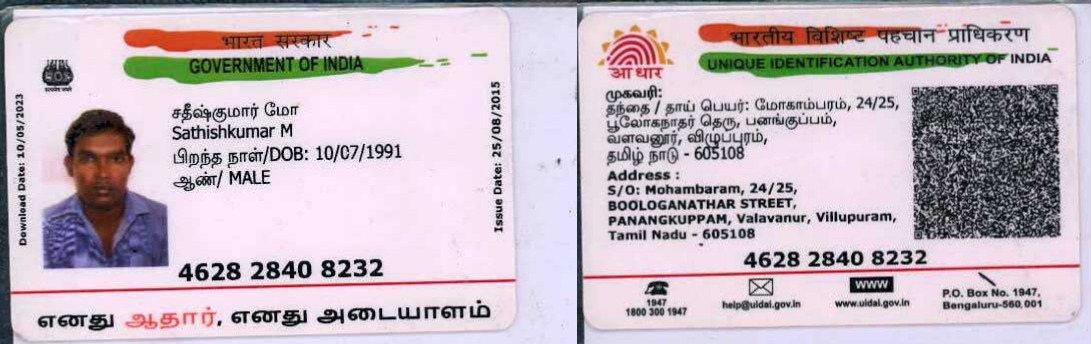 भारत सरकार
GOVERNMENT OF INDIA
Download Date: 10/05/2023
சதீஷ்குமார் மோ
Sathishkumar M
பிறந்த நாள்/DOB: 10/07/1991
ஆண்/ MALE
Issue Date: 25/08/2015
4628 2840 8232
எனது ஆதார், எனது அடையாளம்
भारतीय विशिष्ट पहचान प्राधिकरण
UNIQUE IDENTIFICATION AUTHORITY OF INDIA
आधार
முகவரி:
தந்தை / தாய் பெயர்: மோகாம்பரம், 24/25,
பூலோகநாதர் தெரு, பனங்குப்பம்,
வளவனூர், விழுப்புரம்,
தமிழ் நாடு - 605108
Address :
S/O: Mohambaram, 24/25,
BOOLOGANATHAR STREET,
PANANGKUPPAM, Valavanur, Villupuram,
Tamil Nadu - 605108
4628 2840 8232
1947
1800 300 1947
help@uidai.gov.in
www
www.uidai.gov.in
P.O. Box No. 1947,
Bengaluru-560 001